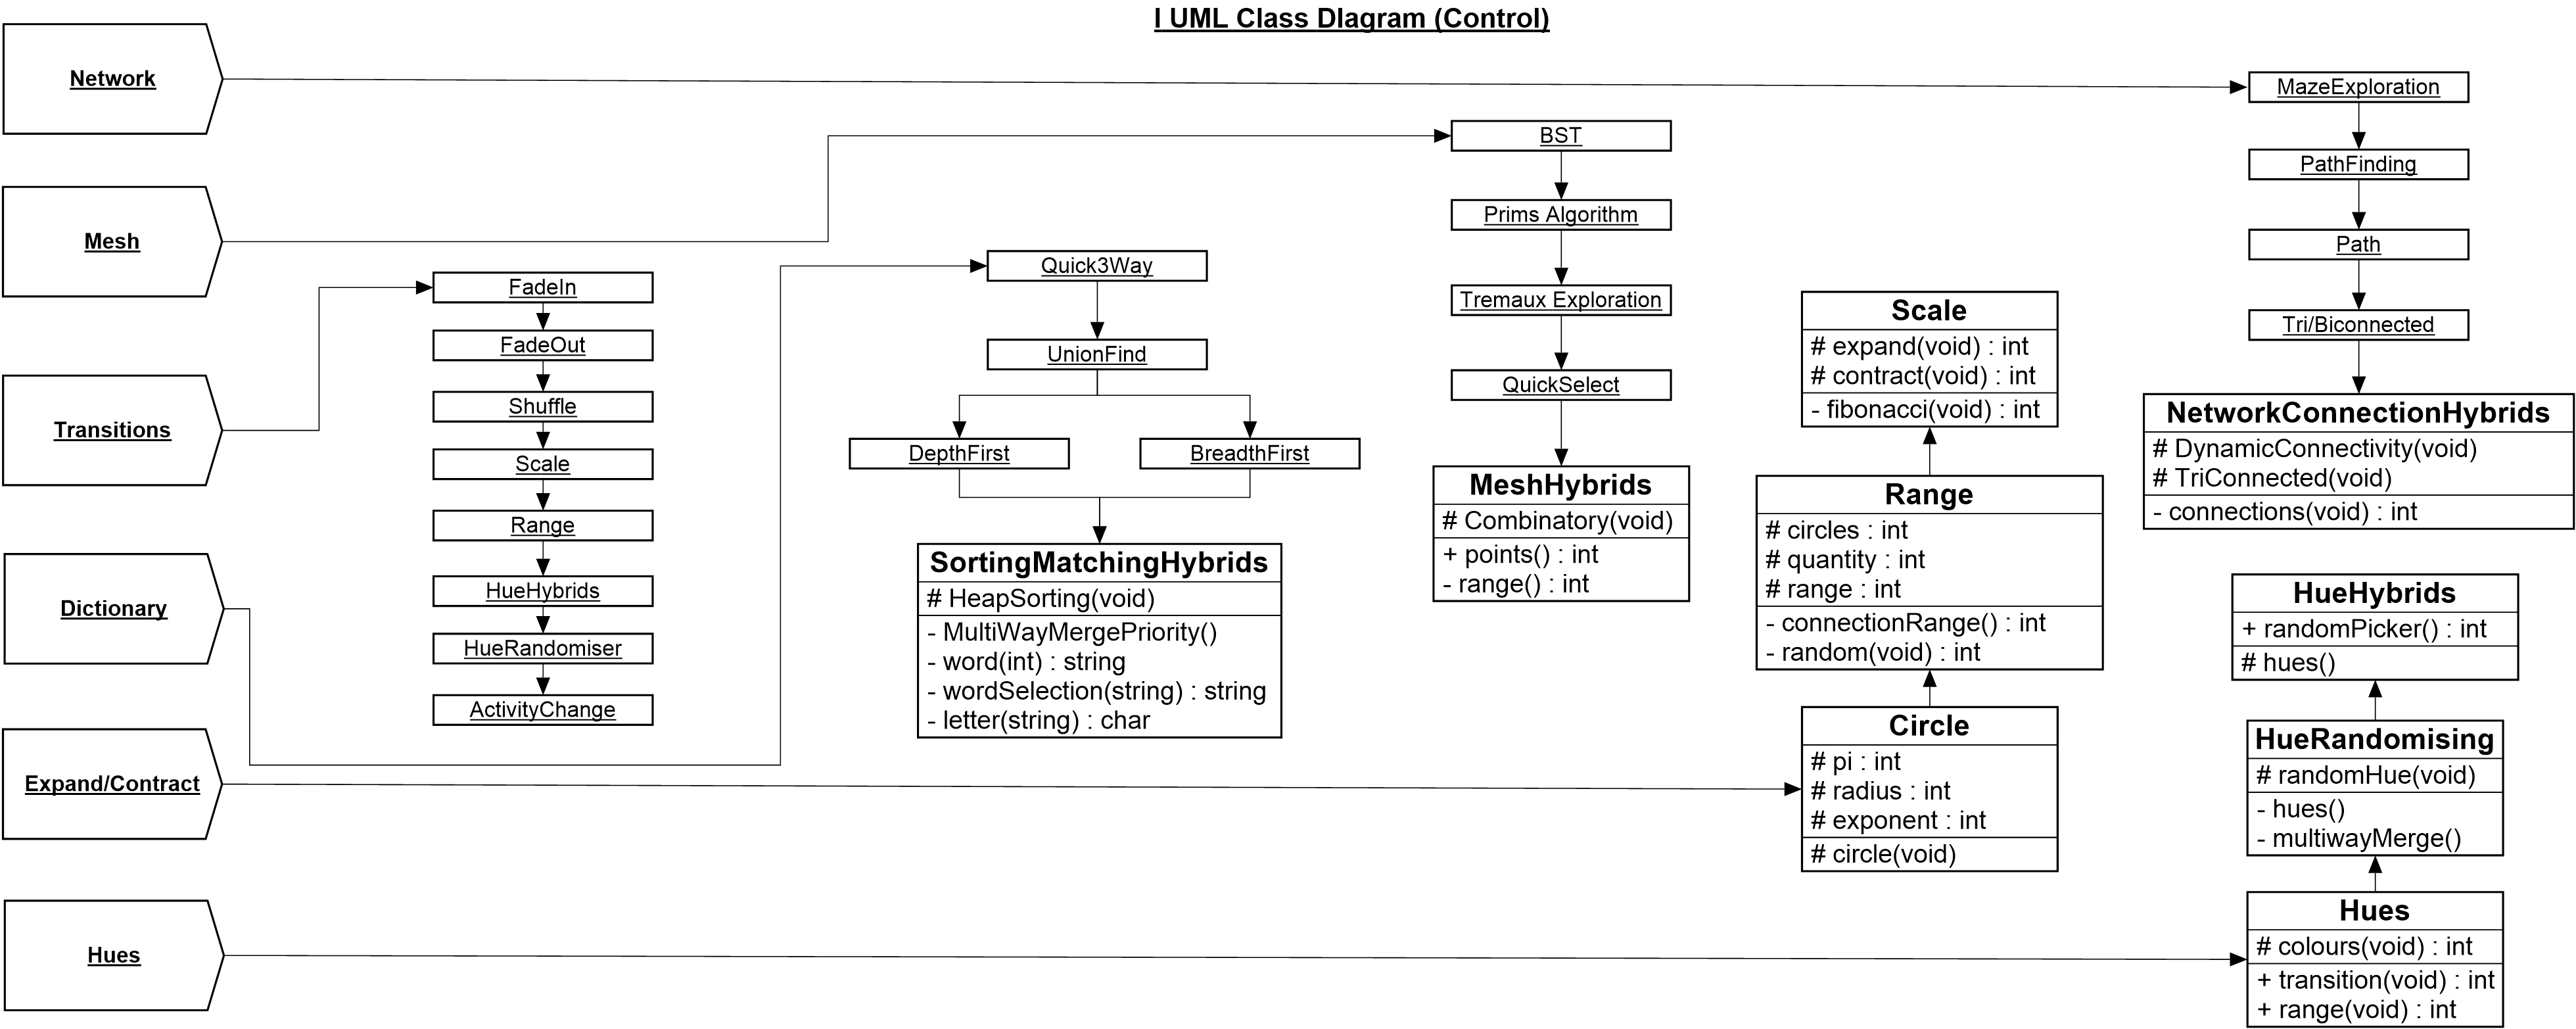 I UML Class DIagram (Control)
Network
Mesh
Transitions
Dictionary
Expand/Contract
Hues
FadeIn
FadeOut
Shuffle
Scale
Range
HueHybrids
HueRandomiser
ActivityChange
Quick3Way
UnionFind
DepthFirst
BreadthFirst
SortingMatchingHybrids
# HeapSorting(void)
- MultiWayMergePriority()
- word(int) : string
- wordSelection(string) : string
- letter(string) : char
BST
Prims Algorithm
Tremaux Exploration
QuickSelect
MeshHybrids
# Combinatory(void)
+ points() : int
- range() : int
Scale
# expand(void) : int
# contract(void) : int
- fibonacci(void) : int
Range
# circles : int
# quantity : int
# range : int
- connectionRange() : int
- random(void) : int
Circle
# pi : int
# radius : int
# exponent : int
# circle(void)
MazeExploration
PathFinding
Path
Tri/Biconnected
NetworkConnectionHybrids
# DynamicConnectivity(void)
# TriConnected(void)
- connections(void) : int
HueHybrids
+ randomPicker() : int
# hues()
HueRandomising
# randomHue(void)
- hues()
- multiwayMerge()
Hues
# colours(void) : int
+ transition(void) : int
+ range(void) : int